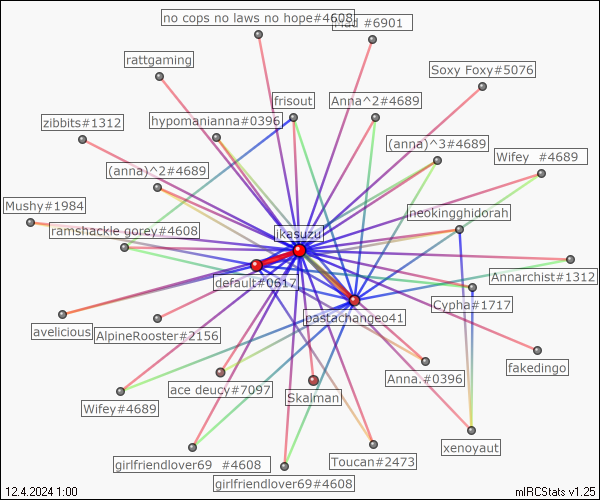 no cops no laws no hope#4608
#6901
rattgaming
Soxy Foxy#5076
frisout
Anna^2#4689
zibbits#1312
hypomanianna#0396
(anna)^3#4689
Wifey  #4689
(anna)^2#4689
Mushy#1984
neokingghidorah
ramshackle gorey#4608
ikasuzu
Annarchist#1312
default#0617
Cypha#1717
pastachangeo41
avelicious
AlpineRooster#2156
fakedingo
Anna.#0396
ace deucy#7097
Skalman
Wifey#4689
xenoyaut
girlfriendlover69  #4608
Toucan#2473
girlfriendlover69#4608
12.4.2024 1:00
mIRCStats v1.25